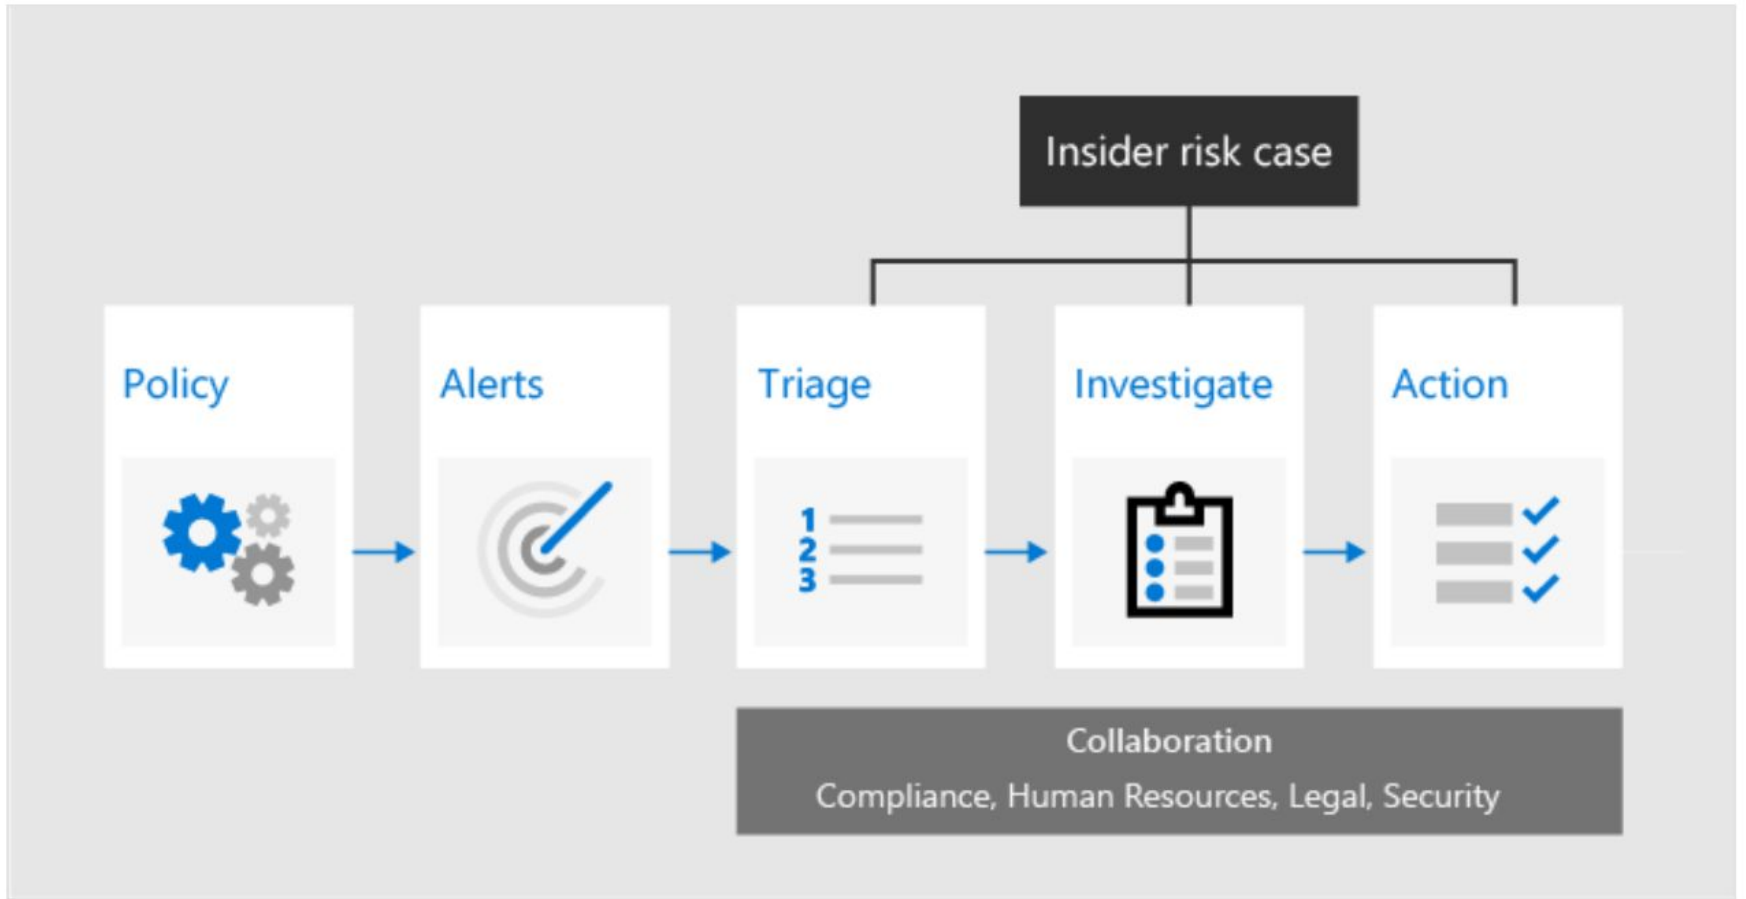 Insider risk case
Policy
Alerts
Triage
Investigate
Action
1
2
3
Collaboration
Compliance, Human Resources, Legal, Security